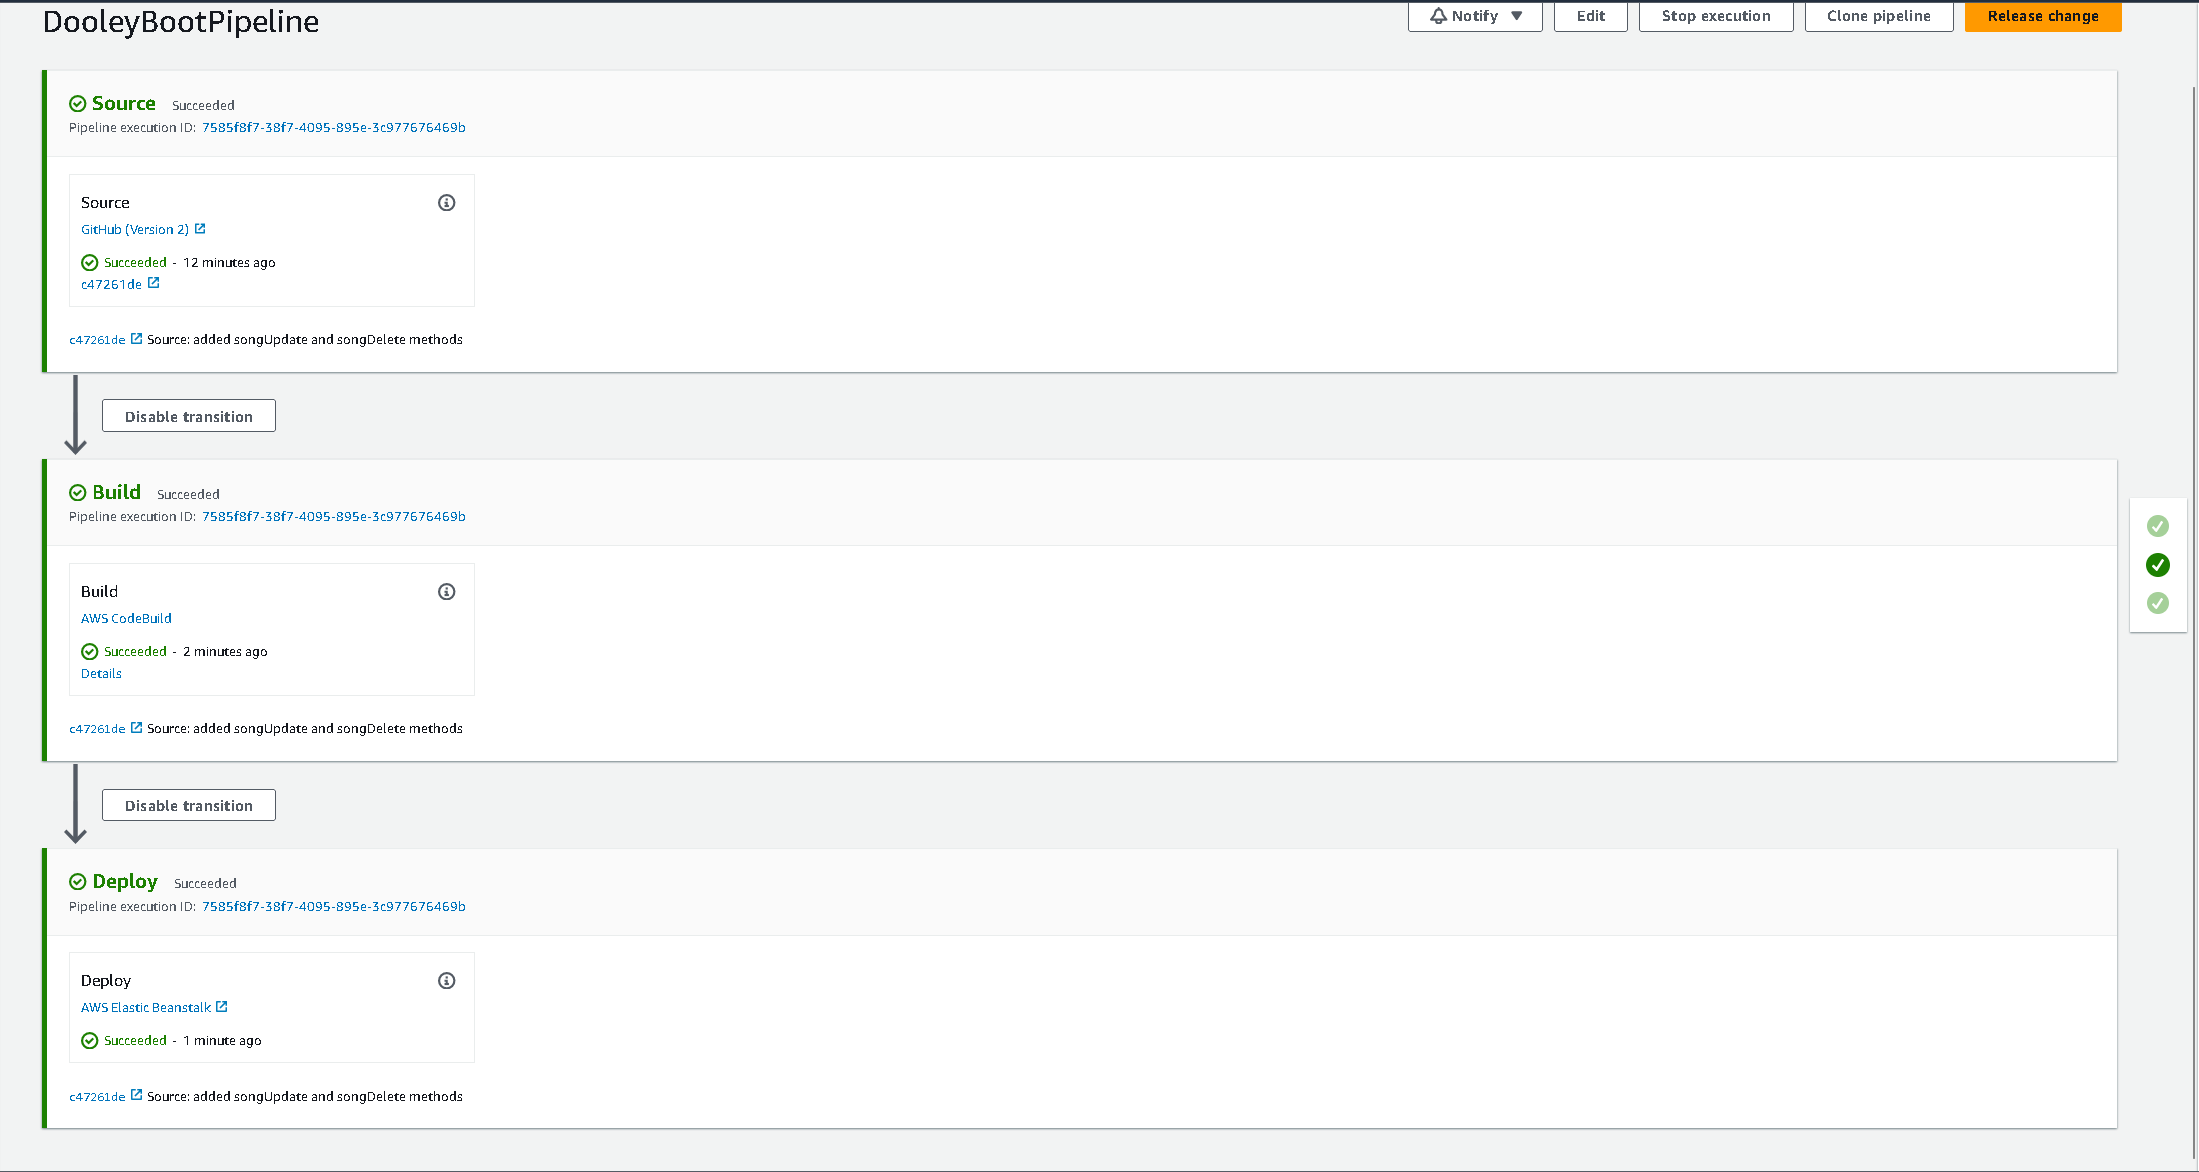 DooleyBootPipeline
Notify Edit Stop execution Clone pipeline Release change
Source Succeeded
Pipeline execution ID: 7585f8f7-38f7-4095-895e-3c977676469b
Source
GitHub (Version 2)
Succeeded - 12 minutes ago
c47261de
c47261de Source: added songUpdate and songDelete methods
Disable transition
Build Succeeded
Pipeline execution ID: 7585f8f7-38f7-4095-895e-3c977676469b
Build
AWS CodeBuild
Succeeded - 2 minutes ago
Details
c47261de Source: added songUpdate and songDelete methods
Disable transition
Deploy Succeeded
Pipeline execution ID: 7585f8f7-38f7-4095-895e-3c977676469b
Deploy
AWS Elastic Beanstalk
Succeeded - 1 minute ago
c47261de Source: added songUpdate and songDelete methods